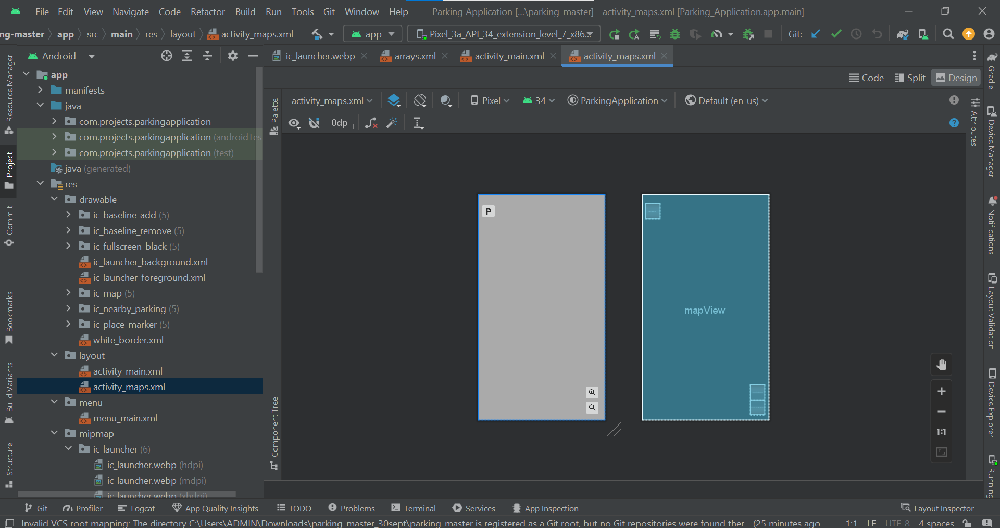 File Edit View Navigate Code Refactor Build Run Tools Git Window Help Parking Application [...\parking-master] - activity_maps.xml [Parking_Application.app.main]
ng-master app src main res layout activity_maps.xml app Pixel_3a_API_34_extension_level_7_x86... Git:
Android ic_launcher.webp arrays.xml activity_main.xml activity_maps.xml
Code Split Design
activity_maps.xml Pixel 34 ParkingApplication Default (en-us)
0dp
Resource Manager
Project
Commit
Bookmarks
Build Variants
Structure
app
manifests
java
com.projects.parkingapplication
com.projects.parkingapplication (androidTes
com.projects.parkingapplication (test)
java (generated)
res
drawable
ic_baseline_add (5)
ic_baseline_remove (5)
ic_fullscreen_black (5)
ic_launcher_background.xml
ic_launcher_foreground.xml
ic_map (5)
ic_nearby_parking (5)
ic_place_marker (5)
white_border.xml
layout
activity_main.xml
activity_maps.xml
menu
menu_main.xml
mipmap
ic_launcher (6)
ic_launcher.webp (hdpi)
ic_launcher.webp (mdpi)
ic_launcher.webp (xhdpi)
Palette
Component Tree
P
mapView
1:1
Attributes
Gradle
Device Manager
Notifications
Layout Validation
Device Explorer
Running
Git Profiler Logcat App Quality Insights TODO Problems Terminal Services App Inspection Layout Inspector
Invalid VCS root mapping: The directory C:\Users\ADMIN\Downloads\parking-master_30sept\parking-master is registered as a Git root, but no Git repositories were found ther... (25 minutes ago 1:1 LF UTF-8 4 spaces